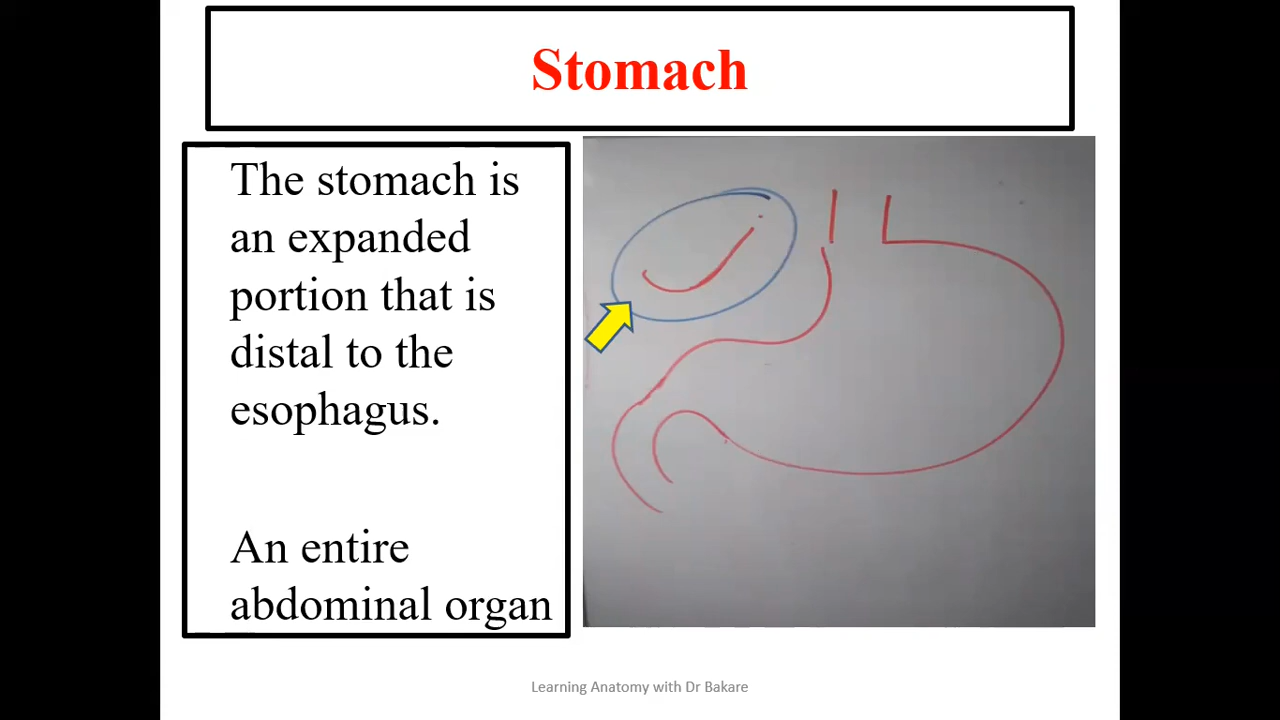 Stomach
The stomach is
an expanded
portion that is
distal to the
esophagus.
An entire
abdominal organ
Learning Anatomy with Dr Bakare